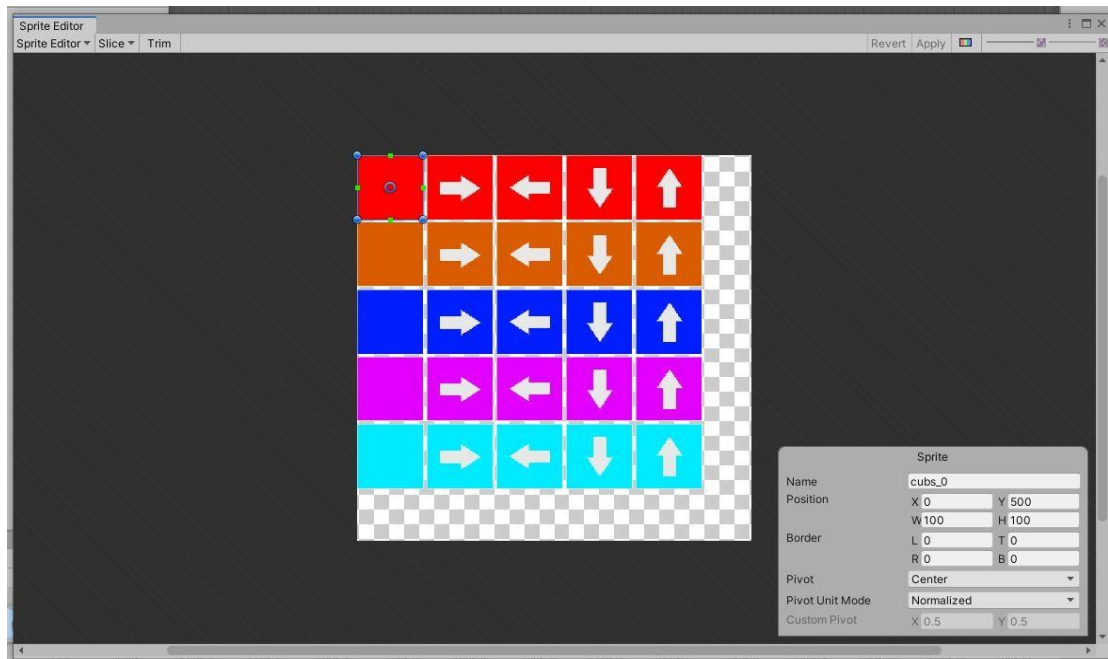 Sprite Editor
Sprite Editor Slice Trim Revert Apply
Sprite
Name cubs_0
Position X 0 Y 500
W 100 H 100
Border L 0 T 0
R 0 B 0
Pivot Center
Pivot Unit Mode Normalized
Custom Pivot X 0.5 Y 0.5